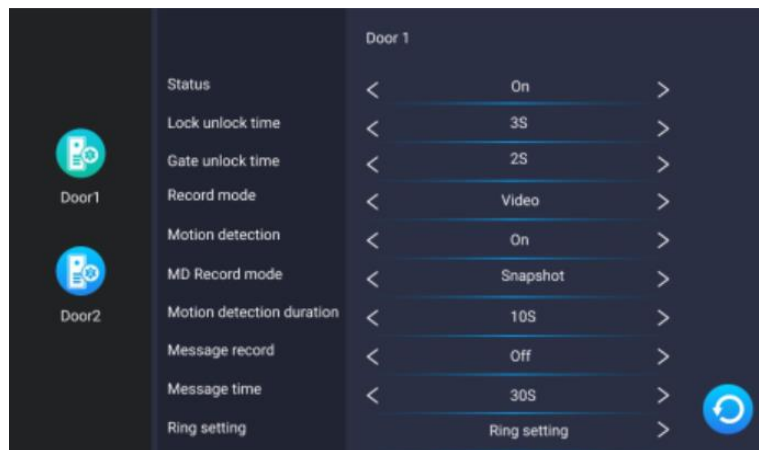 Door 1
Status < On >
Lock unlock time < 3S >
Gate unlock time < 2S >
Door1
Record mode < Video >
Motion detection < On >
MD Record mode < Snapshot >
Door2
Motion detection duration < 10S >
Message record < Off >
Message time < 30S >
Ring setting Ring setting >